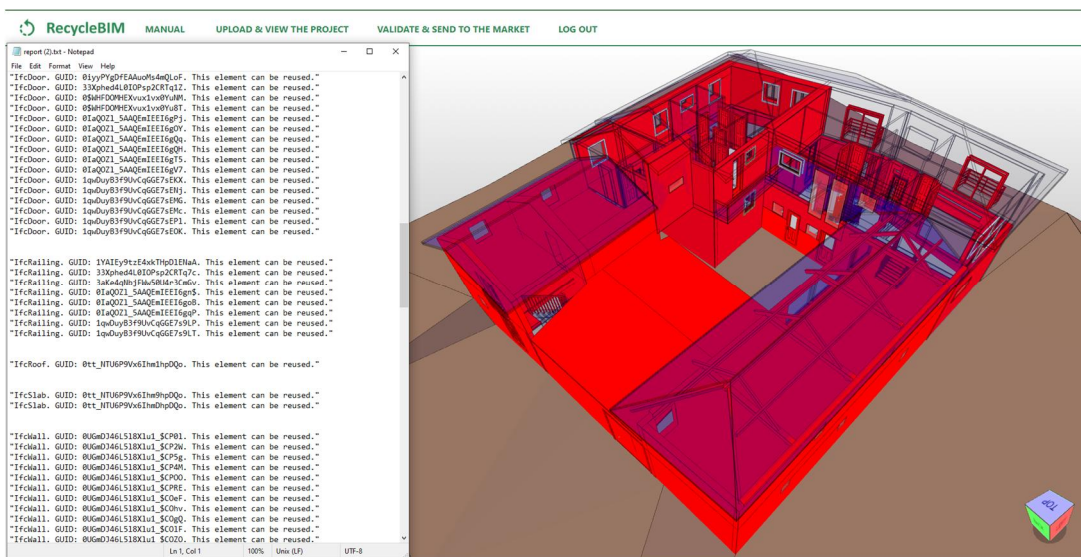 RecycleBIM MANUAL UPLOAD & VIEW THE PROJECT VALIDATE & SEND TO THE MARKET LOG OUT
report (2).txt - Notepad
File Edit Format View Help
"IfcDoor. GUID: 0iyyPYgDfEAAuoMs4mQLoF. This element can be reused."
"IfcDoor. GUID: 33Xphed4L0IOPsp2CRTq1Z. This element can be reused."
"IfcDoor. GUID: 0$WHFDOMHEXvux1vx0YuNM. This element can be reused."
"IfcDoor. GUID: 0$WHFDOMHEXvux1vx0Yu8T. This element can be reused."
"IfcDoor. GUID: 0IaQOZ1_5AAQEmIEEI6gPj. This element can be reused."
"IfcDoor. GUID: 0IaQOZ1_5AAQEmIEEI6gOY. This element can be reused."
"IfcDoor. GUID: 0IaQOZ1_5AAQEmIEEI6gQq. This element can be reused."
"IfcDoor. GUID: 0IaQOZ1_5AAQEmIEEI6gQH. This element can be reused."
"IfcDoor. GUID: 0IaQOZ1_5AAQEmIEEI6gT5. This element can be reused."
"IfcDoor. GUID: 0IaQOZ1_5AAQEmIEEI6gV7. This element can be reused."
"IfcDoor. GUID: 1qwDuyB3f9UvCqGGE7sEKX. This element can be reused."
"IfcDoor. GUID: 1qwDuyB3f9UvCqGGE7sENj. This element can be reused."
"IfcDoor. GUID: 1qwDuyB3f9UvCqGGE7sEMG. This element can be reused."
"IfcDoor. GUID: 1qwDuyB3f9UvCqGGE7sEMc. This element can be reused."
"IfcDoor. GUID: 1qwDuyB3f9UvCqGGE7sEPl. This element can be reused."
"IfcDoor. GUID: 1qwDuyB3f9UvCqGGE7sEOK. This element can be reused."
"IfcRailing. GUID: 1YAIEy9tzE4xkTHpDlENaA. This element can be reused."
"IfcRailing. GUID: 33Xphed4L0IOPsp2CRTq7c. This element can be reused."
"IfcRailing. GUID: 3aKe4qNbjFWw50U4r3CmGv. This element can be reused."
"IfcRailing. GUID: 0IaQOZ1_5AAQEmIEEI6gn$. This element can be reused."
"IfcRailing. GUID: 0IaQOZ1_5AAQEmIEEI6goB. This element can be reused."
"IfcRailing. GUID: 0IaQOZ1_5AAQEmIEEI6gqP. This element can be reused."
"IfcRailing. GUID: 1qwDuyB3f9UvCqGGE7s9LP. This element can be reused."
"IfcRailing. GUID: 1qwDuyB3f9UvCqGGE7s9LT. This element can be reused."
"IfcRoof. GUID: 0tt_NTU6P9Vx6Ihm1hpDQo. This element can be reused."
"IfcSlab. GUID: 0tt_NTU6P9Vx6Ihm9hpDQo. This element can be reused."
"IfcSlab. GUID: 0tt_NTU6P9Vx6IhmDhpDQo. This element can be reused."
"IfcWall. GUID: 0UGmDJ46L518Xlu1_$CP0l. This element can be reused."
"IfcWall. GUID: 0UGmDJ46L518Xlu1_$CP2W. This element can be reused."
"IfcWall. GUID: 0UGmDJ46L518Xlu1_$CP5g. This element can be reused."
"IfcWall. GUID: 0UGmDJ46L518Xlu1_$CP4M. This element can be reused."
"IfcWall. GUID: 0UGmDJ46L518Xlu1_$CPOO. This element can be reused."
"IfcWall. GUID: 0UGmDJ46L518Xlu1_$CPRE. This element can be reused."
"IfcWall. GUID: 0UGmDJ46L518Xlu1_$COeF. This element can be reused."
"IfcWall. GUID: 0UGmDJ46L518Xlu1_$COhv. This element can be reused."
"IfcWall. GUID: 0UGmDJ46L518Xlu1_$COgQ. This element can be reused."
"IfcWall. GUID: 0UGmDJ46L518Xlu1_$CO1F. This element can be reused."
"IfcWall. GUID: 0UGmDJ46L518Xlu1_$COZO. This element can be reused."
Ln 1, Col 1 100% Unix (LF) UTF-8
TOP